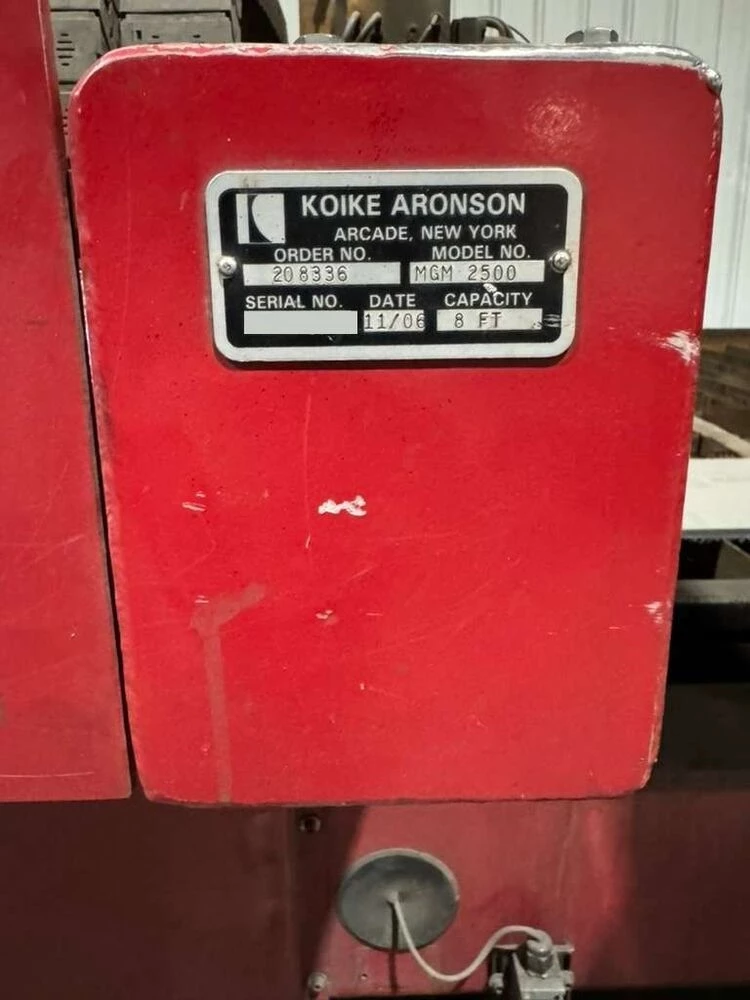 KOIKE ARONSON
ARCADE, NEW YORK
ORDER NO. MODEL NO.
208336 MGM 2500
SERIAL NO. DATE CAPACITY
11/06 8 FT